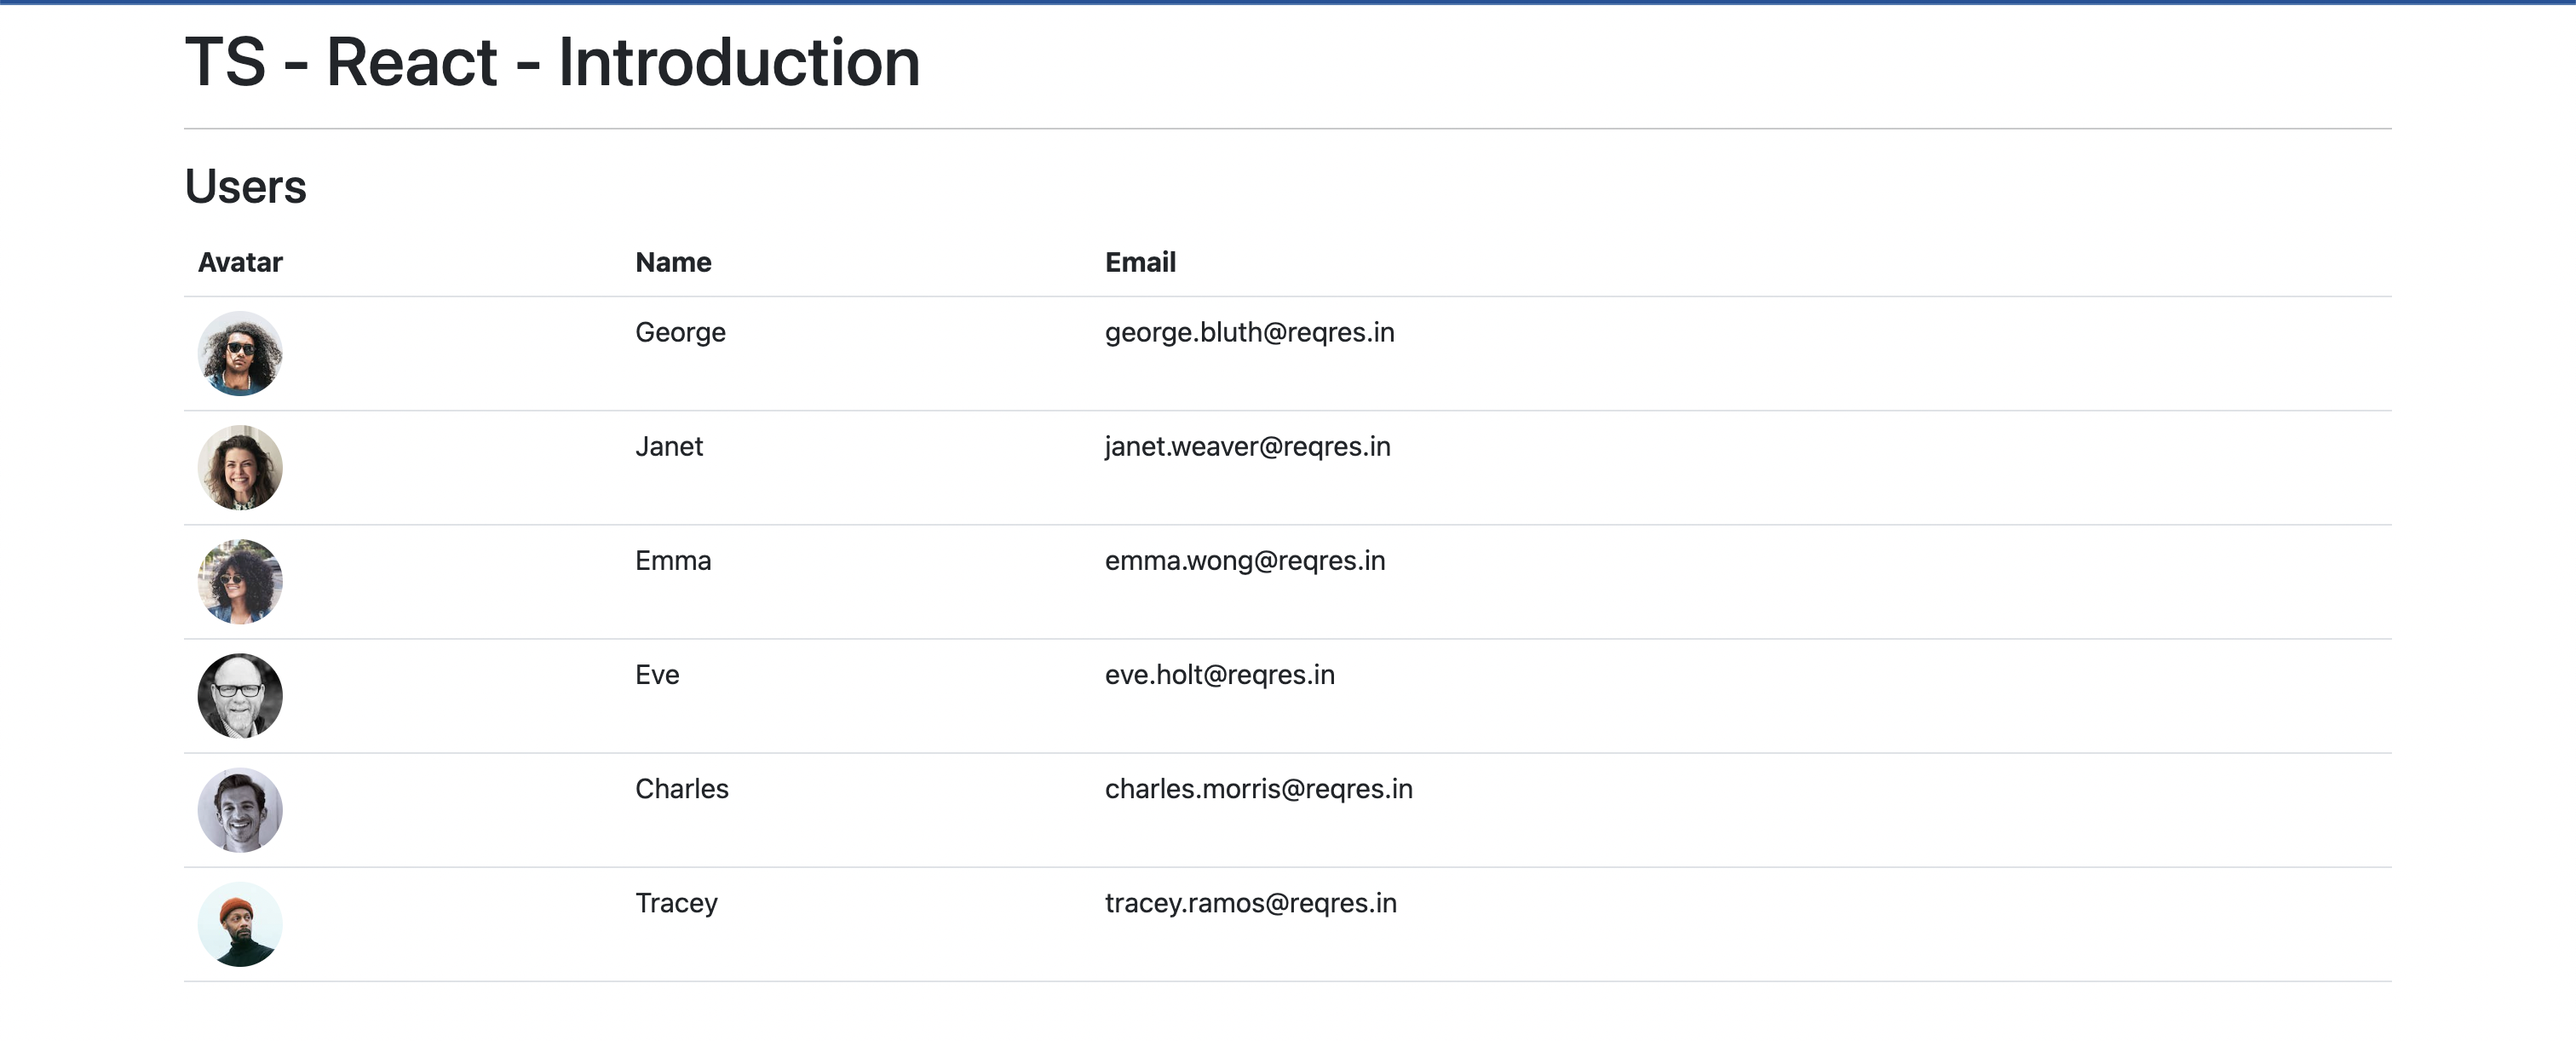 TS - React - Introduction
Users
Avatar Name Email
George george.bluth@reqres.in
Janet janet.weaver@reqres.in
Emma emma.wong@reqres.in
Eve eve.holt@reqres.in
Charles charles.morris@reqres.in
Tracey tracey.ramos@reqres.in